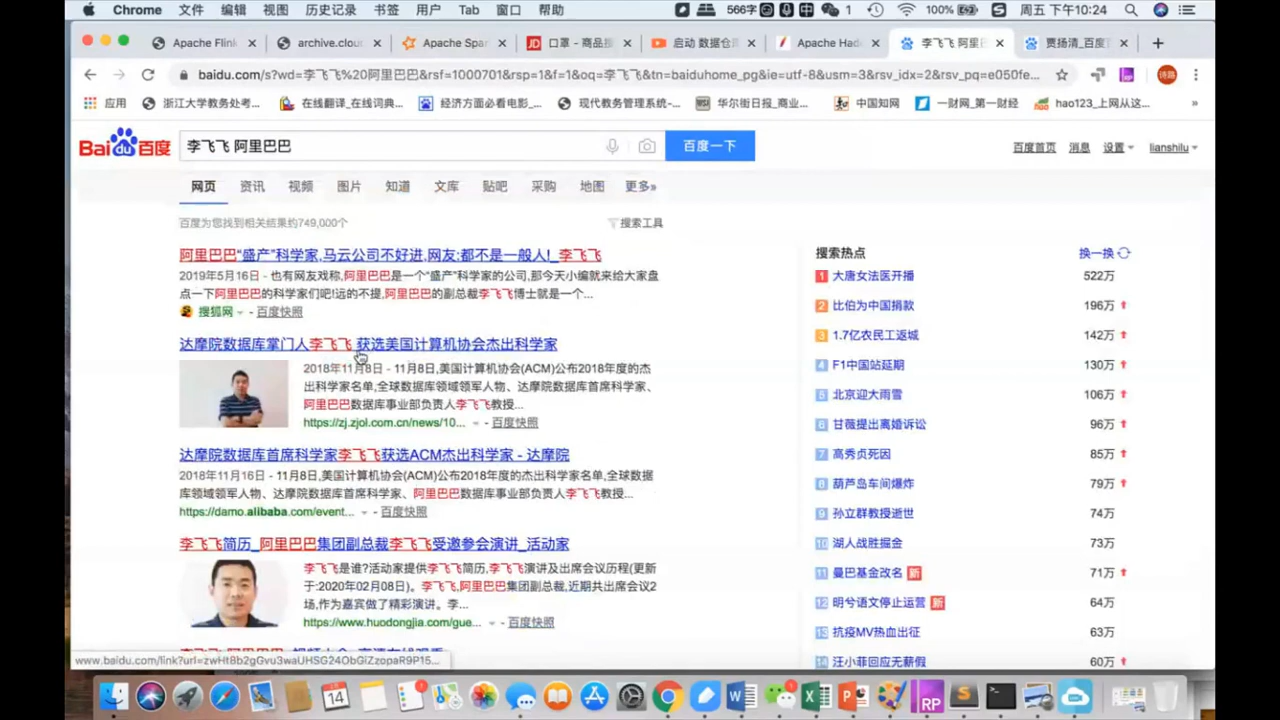 Chrome 文件 编辑 视图 历史记录 书签 用户 Tab 窗口 帮助 566字 1 100% 周五 下午10:24
Apache Flin archive.clou Apache Spar 口罩 - 商品搜 启动 数据仓 Apache Had 李飞飞 阿里巴 贾扬清_百度
baidu.com/s?wd=李飞飞%20阿里巴巴&rsf=1000701&rsp=1&f=1&oq=李飞飞&tn=baiduhome_pg&ie=utf-8&usm=3&rsv_idx=2&rsv_pq=e050fe... 诗路
应用 浙江大学教务处考... 在线翻译_在线词典... 经济方面必看电影_... 现代教务管理系统-... 华尔街日报_商业... 中国知网 一财网_第一财经 hao123_上网从这... »
Bai du 百度 李飞飞 阿里巴巴 百度一下 百度首页 消息 设置 lianshilu
网页 资讯 视频 图片 知道 文库 贴吧 采购 地图 更多»
百度为您找到相关结果约749,000个 搜索工具
阿里巴巴“盛产”科学家,马云公司不好进,网友:都不是一般人!_李飞飞
2019年5月16日 - 也有网友戏称,阿里巴巴是一个“盛产”科学家的公司,那今天小编就来给大家盘
点一下阿里巴巴的科学家们吧!远的不提,阿里巴巴的副总裁李飞飞博士就是一个...
搜狐网 - 百度快照
达摩院数据库掌门人李飞飞 获选美国计算机协会杰出科学家
2018年11月8日 - 11月8日,美国计算机协会(ACM)公布2018年度的杰
出科学家名单,全球数据库领域领军人物、达摩院数据库首席科学家、
阿里巴巴数据库事业部负责人李飞飞教授...
https://zj.zjol.com.cn/news/10... - 百度快照
达摩院数据库首席科学家李飞飞获选ACM杰出科学家 - 达摩院
2018年11月16日 - 11月8日,美国计算机协会(ACM)公布2018年度的杰出科学家名单,全球数据
库领域领军人物、达摩院数据库首席科学家、阿里巴巴数据库事业部负责人李飞飞教授...
https://damo.alibaba.com/event... - 百度快照
李飞飞简历_阿里巴巴集团副总裁李飞飞受邀参会演讲_活动家
李飞飞是谁?活动家提供李飞飞简历,李飞飞演讲及出席会议历程(更新
于:2020年02月08日)。李飞飞,阿里巴巴集团副总裁,近期共出席会议2
场,作为嘉宾做了精彩演讲。李...
https://www.huodongjia.com/gue... - 百度快照
搜索热点 换一换
1 大唐女法医开播 522万
2 比伯为中国捐款 196万
3 1.7亿农民工返城 142万
4 F1中国站延期 130万
5 北京迎大雨雪 106万
6 甘薇提出离婚诉讼 96万
7 高秀贞死因 85万
8 葫芦岛车间爆炸 79万
9 孙立群教授逝世 74万
10 湖人战胜掘金 73万
11 曼巴基金改名 新 71万
12 明兮语文停止运营 新 64万
13 抗疫MV热血出征 63万
14 汪小菲回应无薪假 60万
www.baidu.com/link?url=zwHt8b2gGvu3waUHSG24ObGiZzopaR9P15...
2月 14 RP